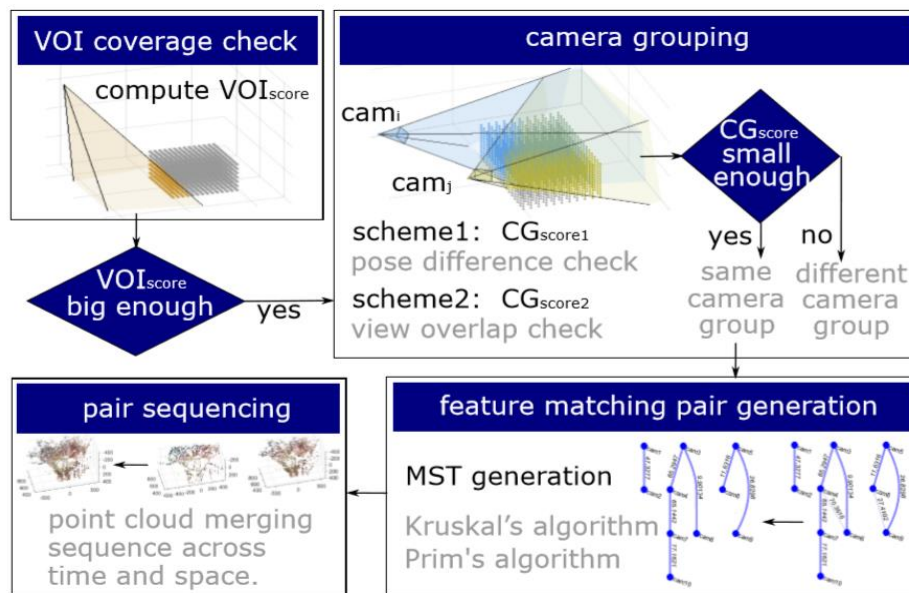 VOI coverage check
compute VOIscore
VOIscore
big enough
yes
camera grouping
cami
camj
scheme1: CGscore1
pose difference check
scheme2: CGscore2
view overlap check
CGscore
small
enough
yes
no
same
camera
group
different
camera
group
feature matching pair generation
MST generation
Kruskal's algorithm
Prim's algorithm
pair sequencing
point cloud merging
sequence across
time and space.